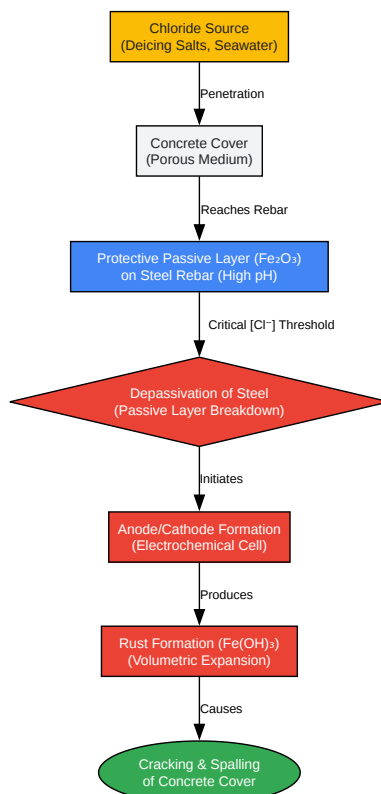 Chloride Source
(Deicing Salts, Seawater)
Penetration
Concrete Cover
(Porous Medium)
Reaches Rebar
Protective Passive Layer (Fe₂O₃)
on Steel Rebar (High pH)
Critical [Cl⁻] Threshold
Depassivation of Steel
(Passive Layer Breakdown)
Initiates
Anode/Cathode Formation
(Electrochemical Cell)
Produces
Rust Formation (Fe(OH)₃)
(Volumetric Expansion)
Causes
Cracking & Spalling
of Concrete Cover